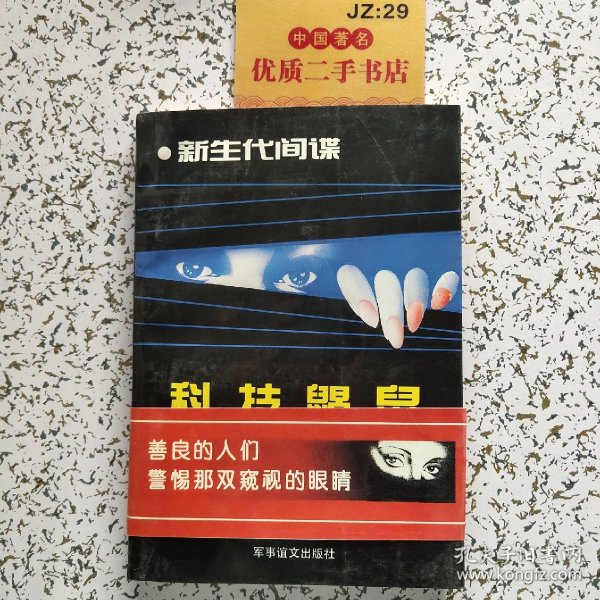 JZ:29
中国著名
优质二手书店
新生代间谍
科技鼹鼠
善良的人们
警惕那双窥视的眼睛
军事谊文出版社
孔夫子旧书网
www.kongfz.com